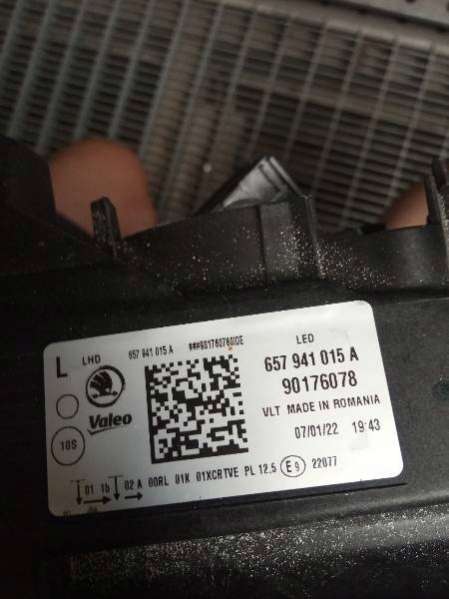 L LHD 657 941 015 A
Valeo
10S
LED
657 941 015 A
90176078
VLT MADE IN ROMANIA
07/01/22 19:43
01 1b 02 A 00RL 01K 01XCRTVE PL 12.5 E9 22077